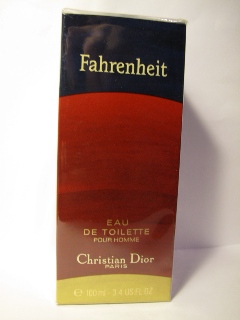 Fahrenheit
EAU
DE TOILETTE
POUR HOMME
Christian Dior
PARIS
℮ 100 ml - 3.4 US FL OZ